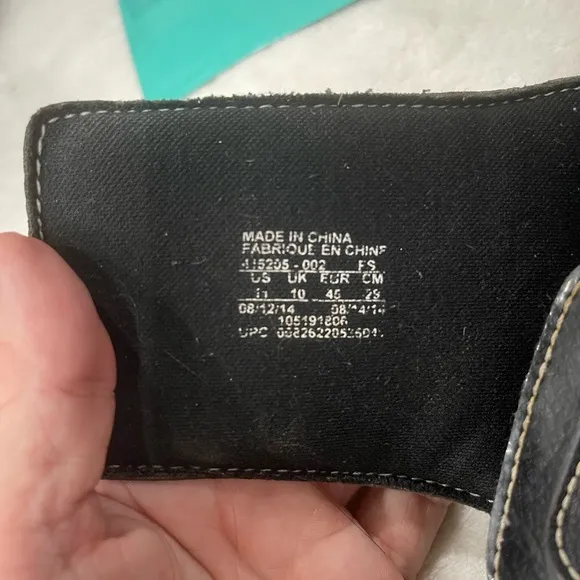 MADE IN CHINA
FABRIQUE EN CHINE
415205 - 002 FS
US UK EUR CM
11 10 45 29
08/12/14 08/14/14
105191806
UPC